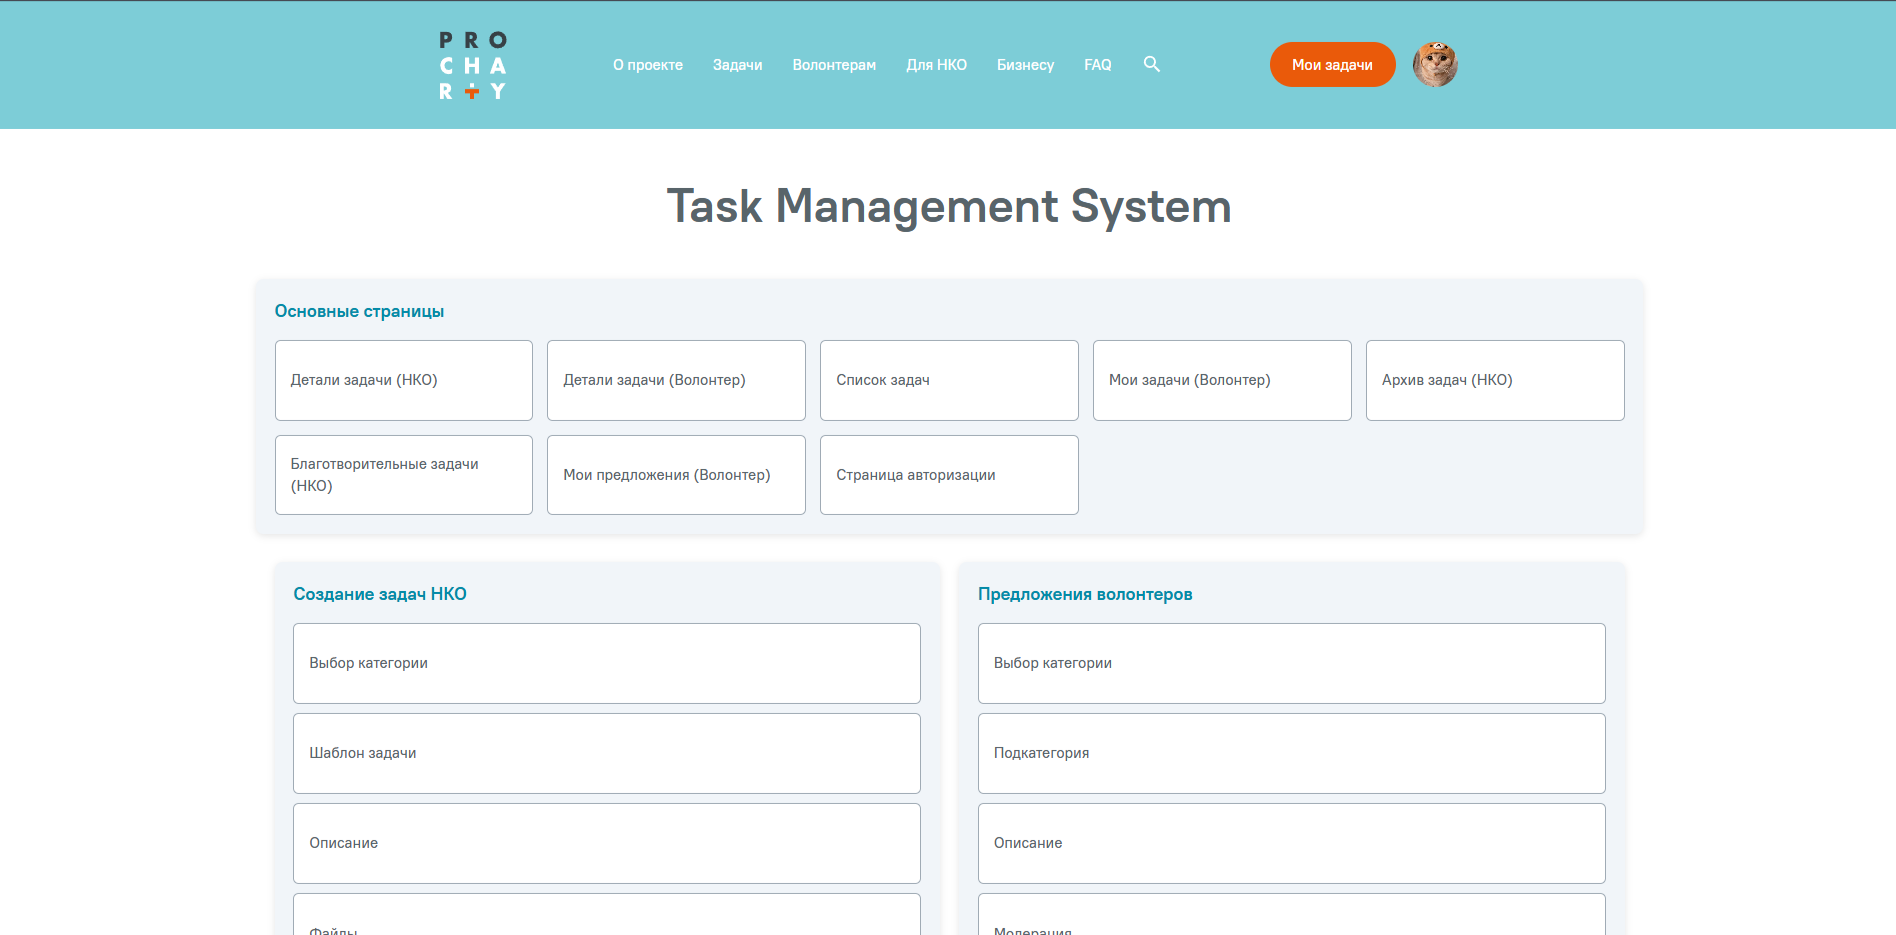 PRO
CHA
RITY
О проекте
Задачи
Волонтерам
Для НКО
Бизнесу
FAQ
Мои задачи
Task Management System
Основные страницы
Детали задачи (НКО)
Детали задачи (Волонтер)
Список задач
Мои задачи (Волонтер)
Архив задач (НКО)
Благотворительные задачи
(НКО)
Мои предложения (Волонтер)
Страница авторизации
Создание задач НКО
Выбор категории
Шаблон задачи
Описание
Файлы
Предложения волонтеров
Выбор категории
Подкатегория
Описание
Модерация